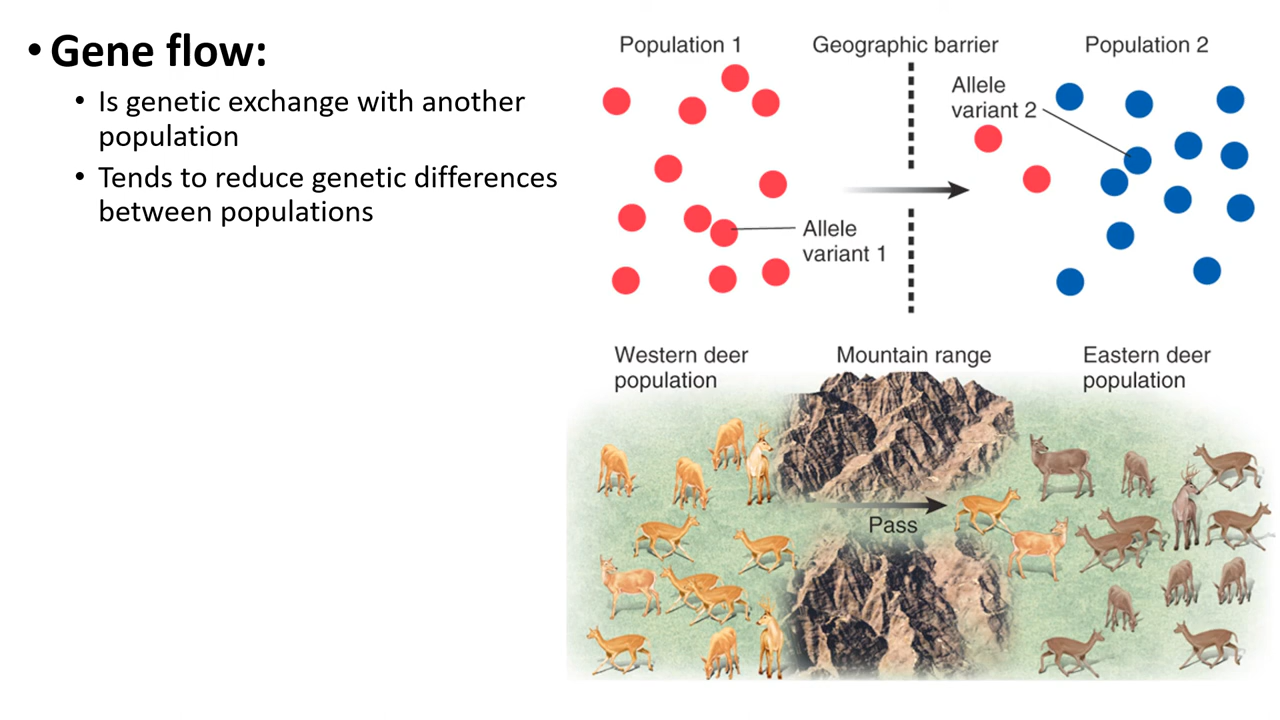 • Gene flow:
• Is genetic exchange with another
population
• Tends to reduce genetic differences
between populations
Population 1
Geographic barrier
Population 2
Allele
variant 2
Allele
variant 1
Western deer
population
Mountain range
Eastern deer
population
Pass